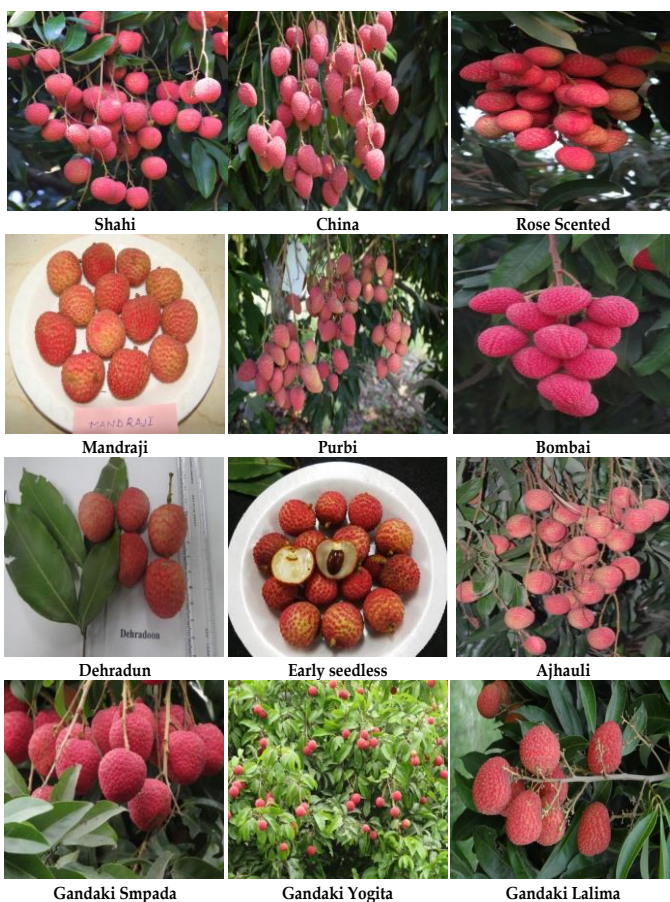 Shahi
China
Rose Scented
MANDRAJI
Mandraji
Purbi
Bombai
Dehradoon
Dehradun
Early seedless
Ajhauli
Gandaki Smpada
Gandaki Yogita
Gandaki Lalima